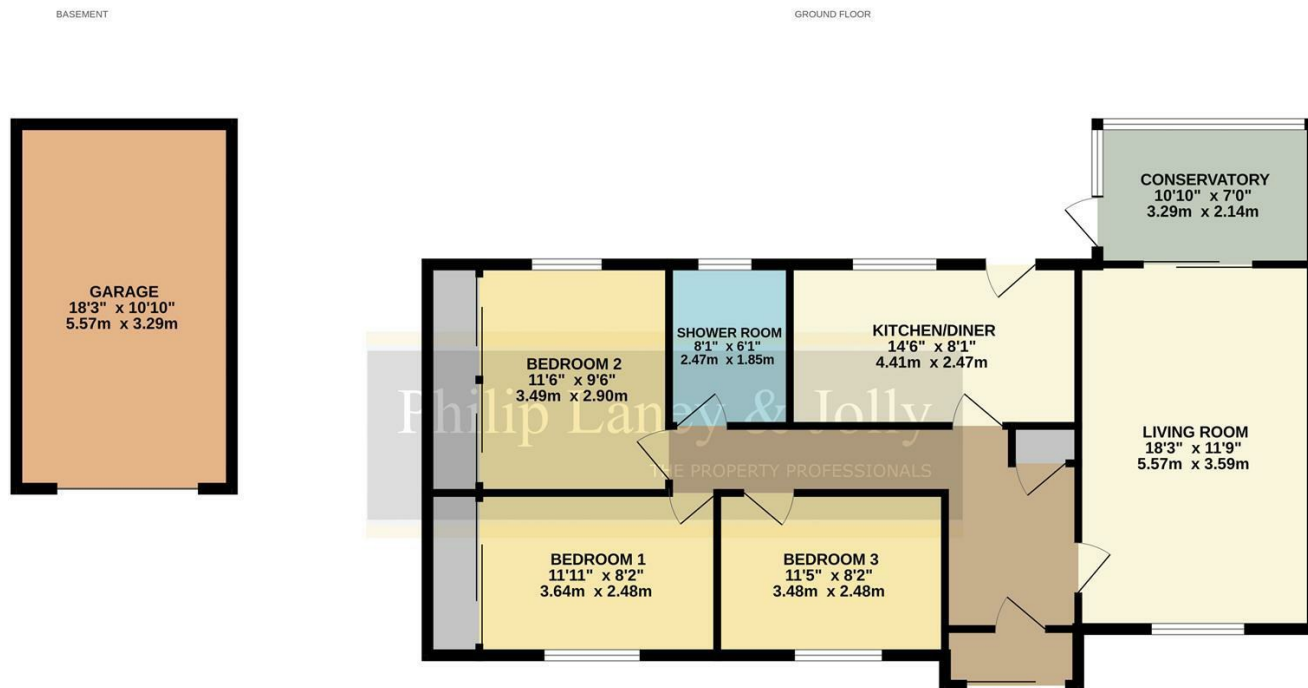 BASEMENT
GROUND FLOOR
GARAGE
18'3" x 10'10"
5.57m x 3.29m
CONSERVATORY
10'10" x 7'0"
3.29m x 2.14m
BEDROOM 2
11'6" x 9'6"
3.49m x 2.90m
SHOWER ROOM
8'1" x 6'1"
2.47m x 1.85m
KITCHEN/DINER
14'6" x 8'1"
4.41m x 2.47m
LIVING ROOM
18'3" x 11'9"
5.57m x 3.59m
Philip Laney & Jolly
THE PROPERTY PROFESSIONALS
BEDROOM 1
11'11" x 8'2"
3.64m x 2.48m
BEDROOM 3
11'5" x 8'2"
3.48m x 2.48m